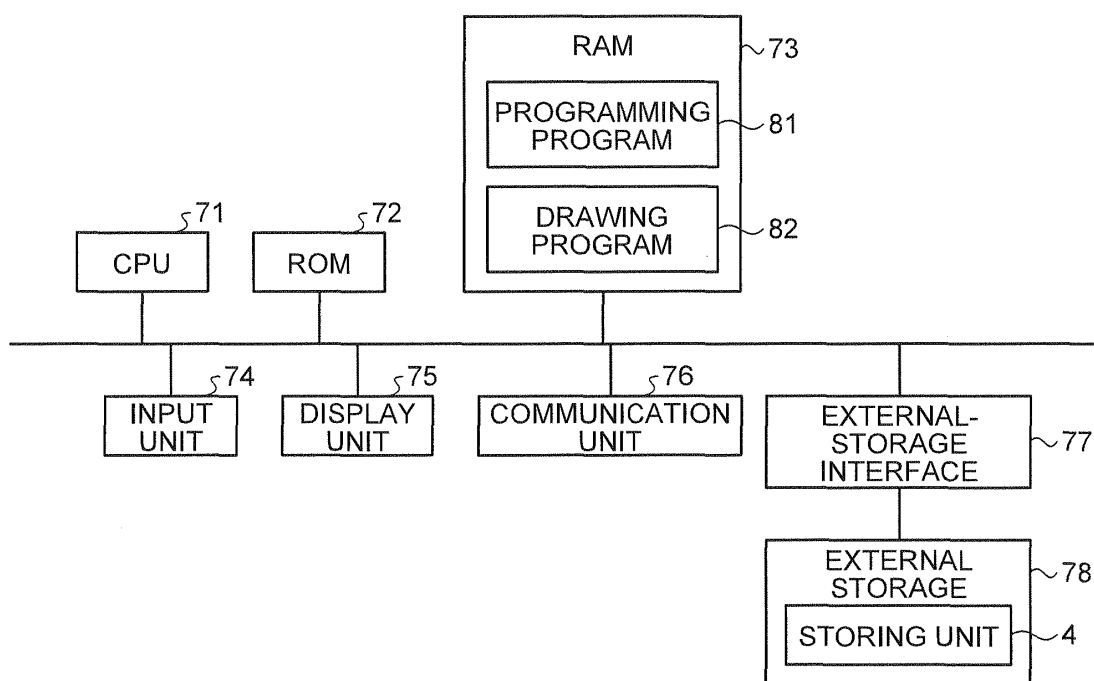 RAM
73
PROGRAMMING
PROGRAM
81
DRAWING
PROGRAM
82
71
CPU
72
ROM
74
INPUT
UNIT
75
DISPLAY
UNIT
76
COMMUNICATION
UNIT
EXTERNAL-
STORAGE
INTERFACE
77
EXTERNAL
STORAGE
78
STORING UNIT
4